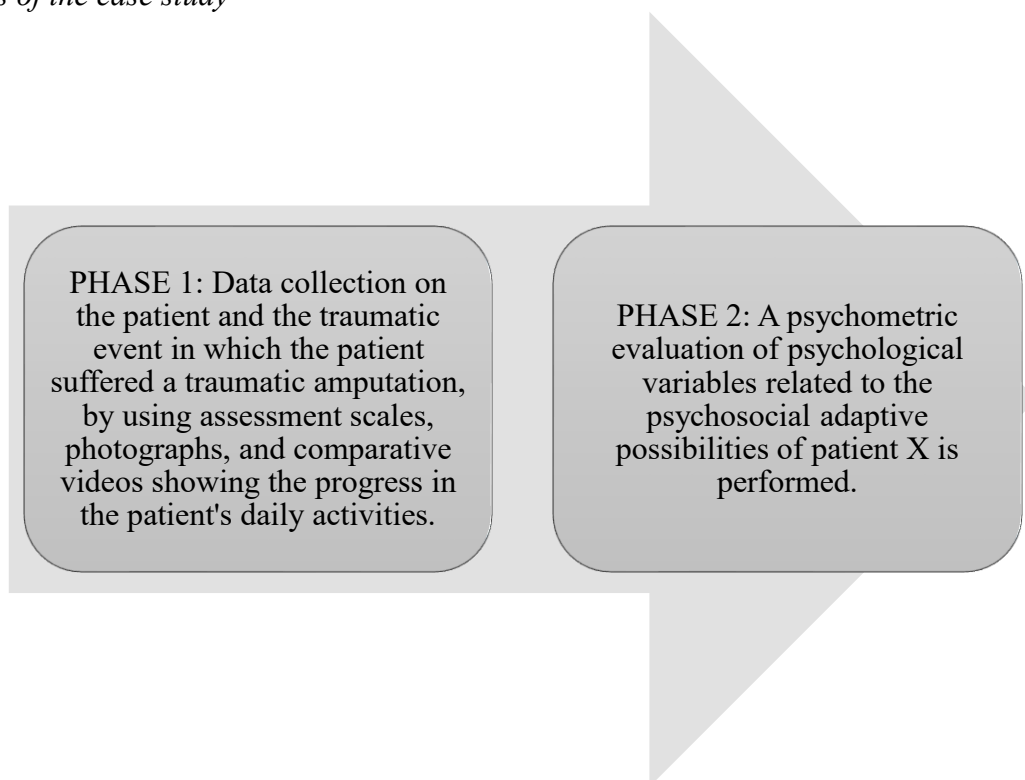 of the case study
PHASE 1: Data collection on
the patient and the traumatic
event in which the patient
suffered a traumatic amputation,
by using assessment scales,
photographs, and comparative
videos showing the progress in
the patient's daily activities.
PHASE 2: A psychometric
evaluation of psychological
variables related to the
psychosocial adaptive
possibilities of patient X is
performed.